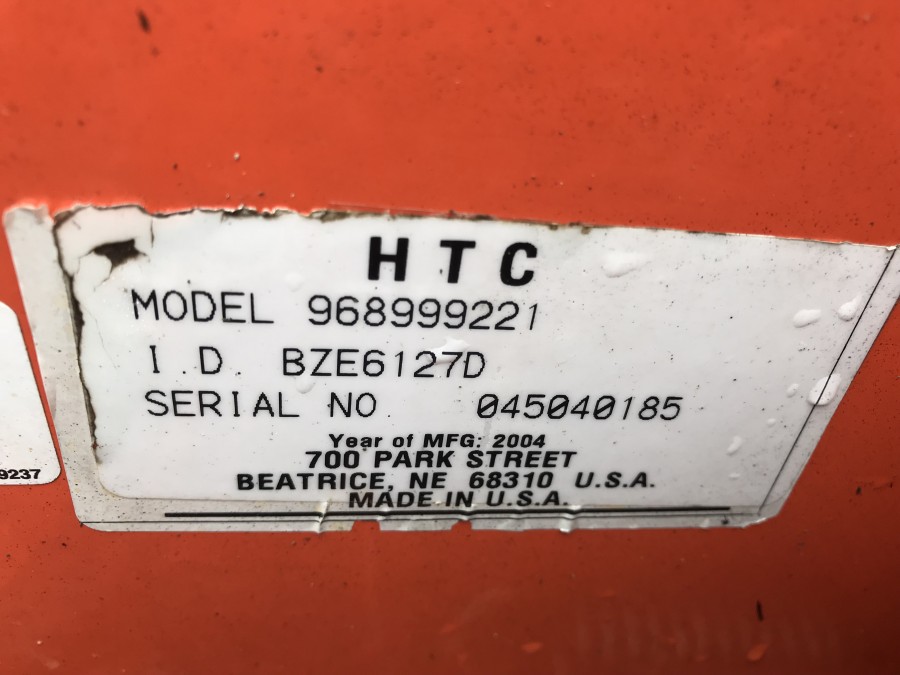 HTC
MODEL 968999221
I.D. BZE6127D
SERIAL NO. 045040185
Year of MFG: 2004
700 PARK STREET
BEATRICE, NE 68310 U.S.A.
MADE IN U.S.A.
9237